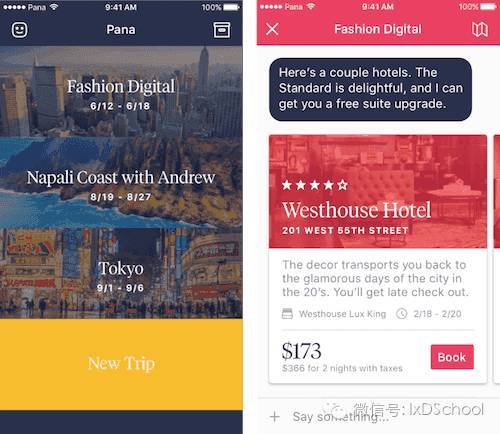 Pana
9:41 AM
100%
Pana
Fashion Digital
6/12 - 6/18
Napali Coast with Andrew
8/19 - 8/27
Tokyo
9/1 - 9/6
New Trip
Pana
9:41 AM
100%
Fashion Digital
Here's a couple hotels. The
Standard is delightful, and I can
get you a free suite upgrade.
Westhouse Hotel
201 WEST 55TH STREET
The decor transports you back to
the glamorous days of the city in
the 20's. You'll get late check out.
Westhouse Lux King
2/18 - 2/20
$173
$366 for 2 nights with taxes
Book
Say something...
微信号: IxDSchool